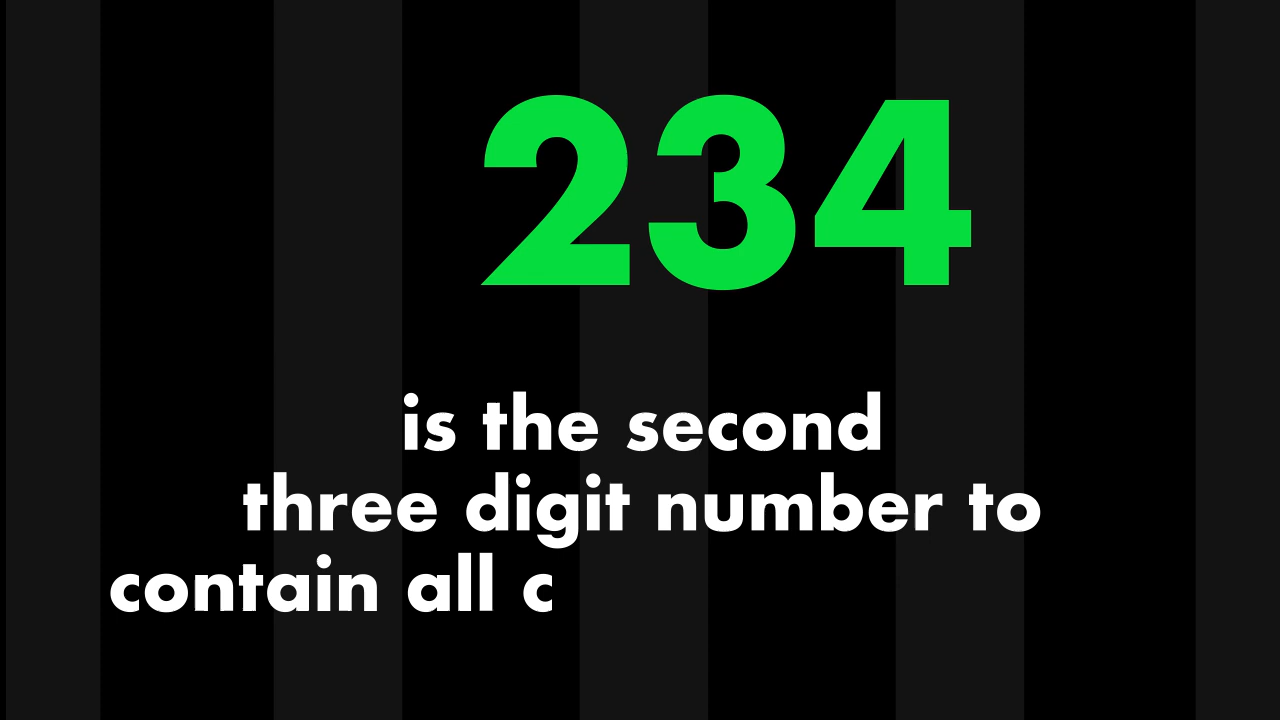 234
is the second
three digit number to
contain all c